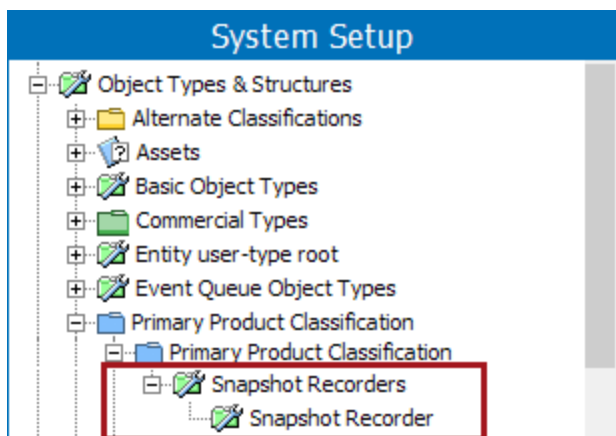 System Setup
Object Types & Structures
Alternate Classifications
Assets
Basic Object Types
Commercial Types
Entity user-type root
Event Queue Object Types
Primary Product Classification
Primary Product Classification
Snapshot Recorders
Snapshot Recorder